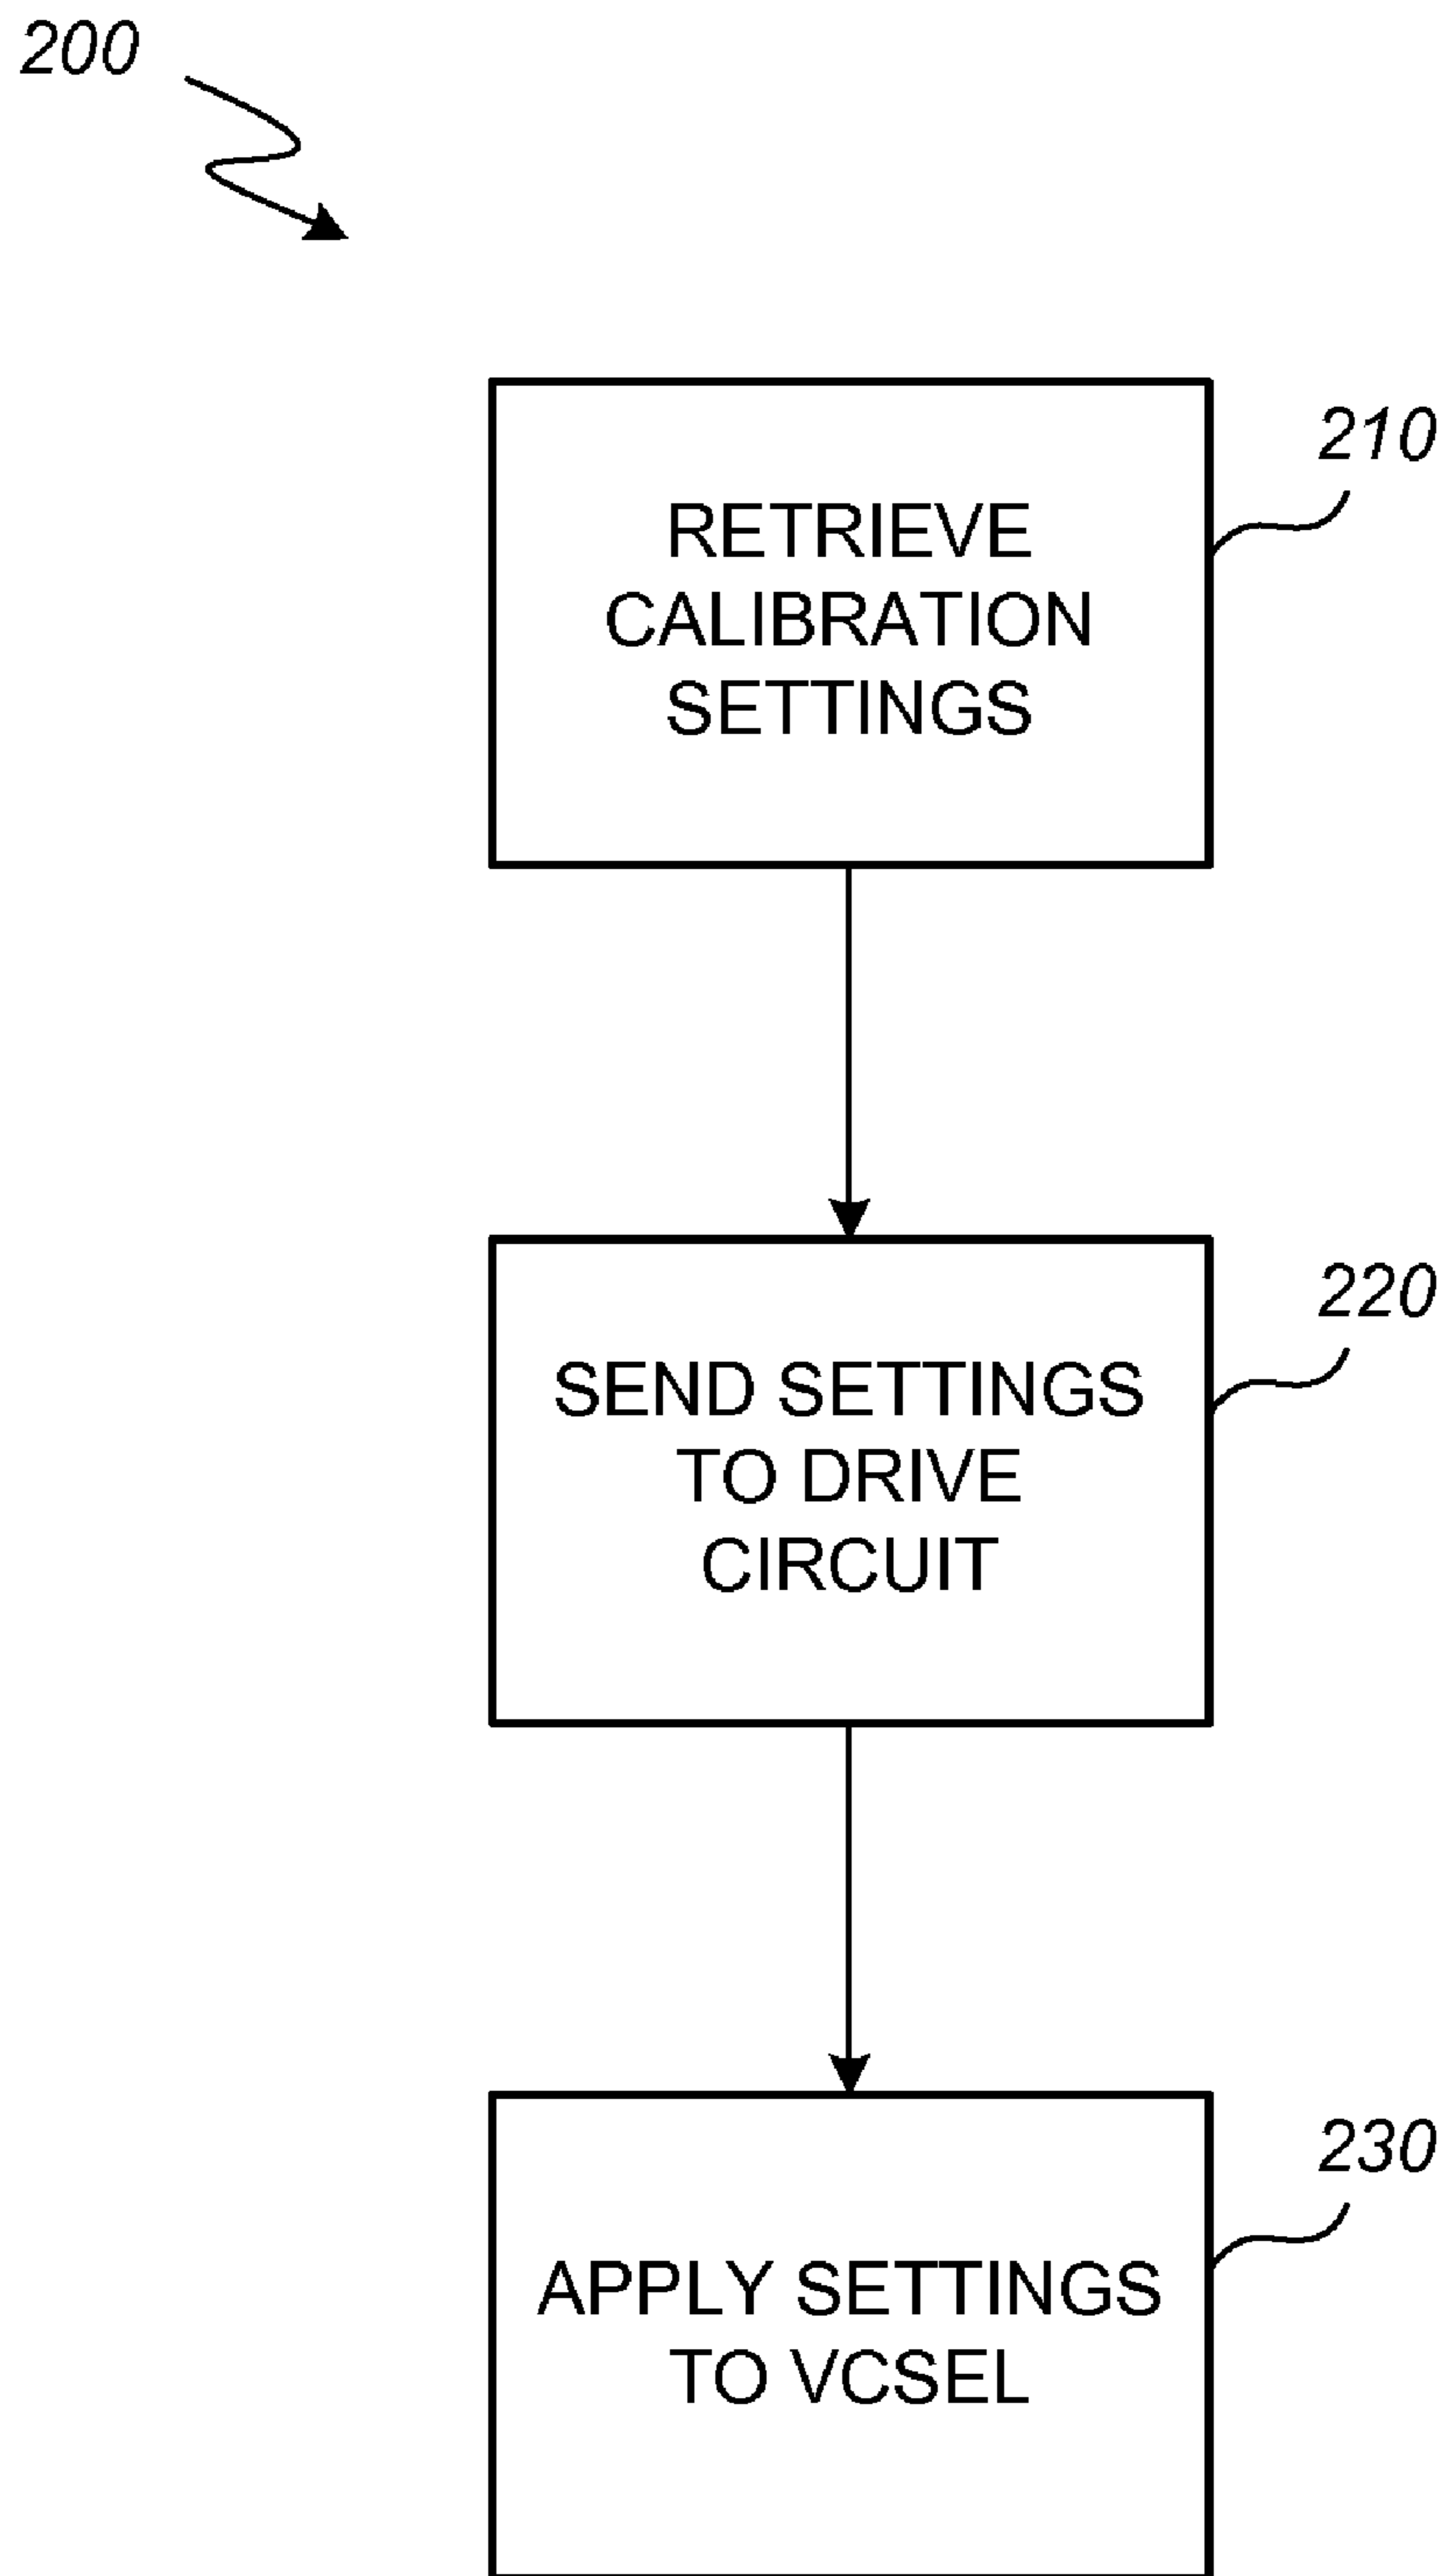 200
210
RETRIEVE
CALIBRATION
SETTINGS
220
SEND SETTINGS
TO DRIVE
CIRCUIT
230
APPLY SETTINGS
TO VCSEL